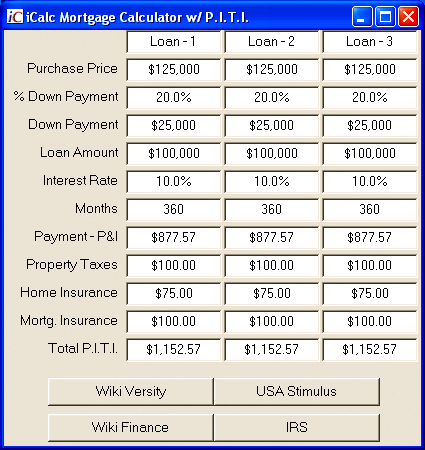 iC iCalc Mortgage Calculator w/ P.I.T.I.
Loan - 1 Loan - 2 Loan - 3
Purchase Price $125,000 $125,000 $125,000
% Down Payment 20.0% 20.0% 20.0%
Down Payment $25,000 $25,000 $25,000
Loan Amount $100,000 $100,000 $100,000
Interest Rate 10.0% 10.0% 10.0%
Months 360 360 360
Payment - P&I $877.57 $877.57 $877.57
Property Taxes $100.00 $100.00 $100.00
Home Insurance $75.00 $75.00 $75.00
Mortg. Insurance $100.00 $100.00 $100.00
Total P.I.T.I. $1,152.57 $1,152.57 $1,152.57
Wiki Versity USA Stimulus
Wiki Finance IRS